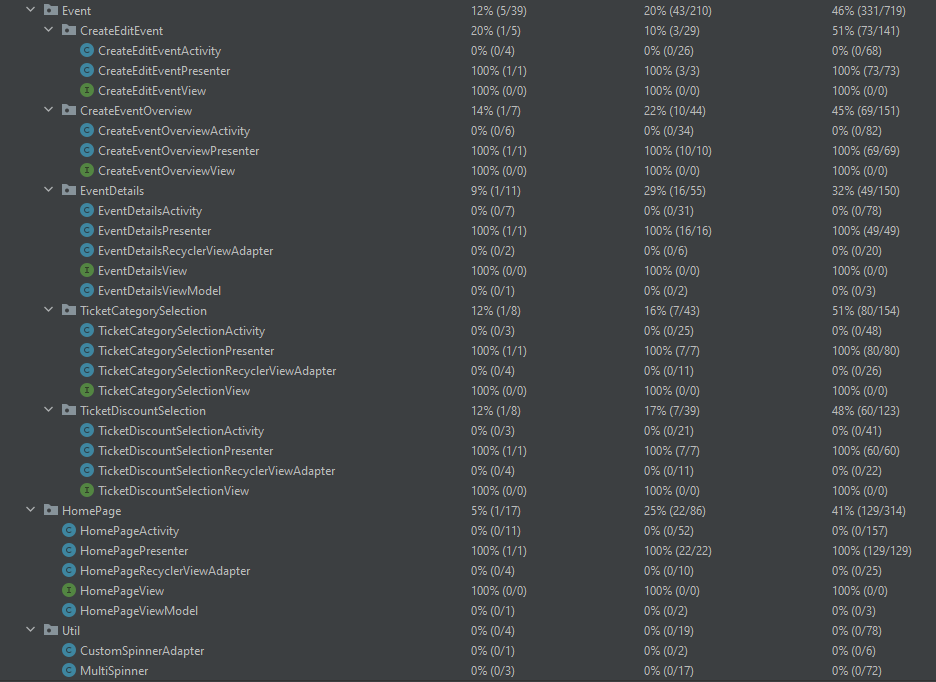 Event 12% (5/39) 20% (43/210) 46% (331/719)
CreateEditEvent 20% (1/5) 10% (3/29) 51% (73/141)
C CreateEditEventActivity 0% (0/4) 0% (0/26) 0% (0/68)
C CreateEditEventPresenter 100% (1/1) 100% (3/3) 100% (73/73)
I CreateEditEventView 100% (0/0) 100% (0/0) 100% (0/0)
CreateEventOverview 14% (1/7) 22% (10/44) 45% (69/151)
C CreateEventOverviewActivity 0% (0/6) 0% (0/34) 0% (0/82)
C CreateEventOverviewPresenter 100% (1/1) 100% (10/10) 100% (69/69)
I CreateEventOverviewView 100% (0/0) 100% (0/0) 100% (0/0)
EventDetails 9% (1/11) 29% (16/55) 32% (49/150)
C EventDetailsActivity 0% (0/7) 0% (0/31) 0% (0/78)
C EventDetailsPresenter 100% (1/1) 100% (16/16) 100% (49/49)
C EventDetailsRecyclerViewAdapter 0% (0/2) 0% (0/6) 0% (0/20)
I EventDetailsView 100% (0/0) 100% (0/0) 100% (0/0)
C EventDetailsViewModel 0% (0/1) 0% (0/2) 0% (0/3)
TicketCategorySelection 12% (1/8) 16% (7/43) 51% (80/154)
C TicketCategorySelectionActivity 0% (0/3) 0% (0/25) 0% (0/48)
C TicketCategorySelectionPresenter 100% (1/1) 100% (7/7) 100% (80/80)
C TicketCategorySelectionRecyclerViewAdapter 0% (0/4) 0% (0/11) 0% (0/26)
I TicketCategorySelectionView 100% (0/0) 100% (0/0) 100% (0/0)
TicketDiscountSelection 12% (1/8) 17% (7/39) 48% (60/123)
C TicketDiscountSelectionActivity 0% (0/3) 0% (0/21) 0% (0/41)
C TicketDiscountSelectionPresenter 100% (1/1) 100% (7/7) 100% (60/60)
C TicketDiscountSelectionRecyclerViewAdapter 0% (0/4) 0% (0/11) 0% (0/22)
I TicketDiscountSelectionView 100% (0/0) 100% (0/0) 100% (0/0)
HomePage 5% (1/17) 25% (22/86) 41% (129/314)
C HomePageActivity 0% (0/11) 0% (0/52) 0% (0/157)
C HomePagePresenter 100% (1/1) 100% (22/22) 100% (129/129)
C HomePageRecyclerViewAdapter 0% (0/4) 0% (0/10) 0% (0/25)
I HomePageView 100% (0/0) 100% (0/0) 100% (0/0)
C HomePageViewModel 0% (0/1) 0% (0/2) 0% (0/3)
Util 0% (0/4) 0% (0/19) 0% (0/78)
C CustomSpinnerAdapter 0% (0/1) 0% (0/2) 0% (0/6)
C MultiSpinner 0% (0/3) 0% (0/17) 0% (0/72)